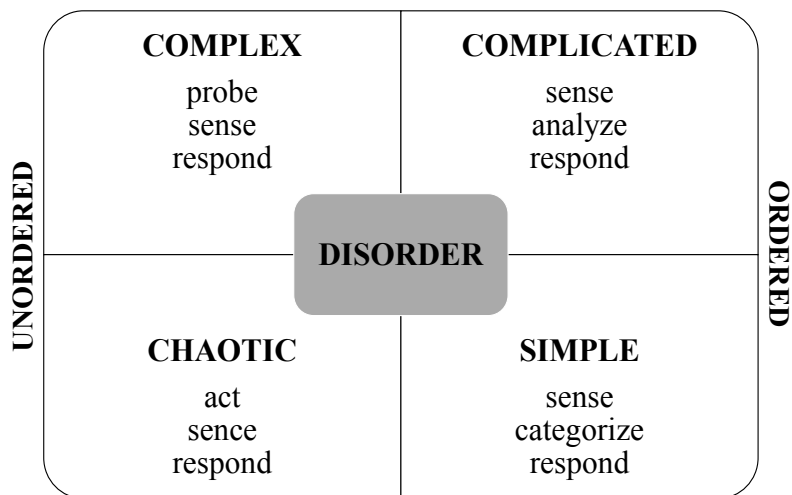 COMPLEX
probe
sense
respond
COMPLICATED
sense
analyze
respond
UNORDERED
DISORDER
ORDERED
CHAOTIC
act
sence
respond
SIMPLE
sense
categorize
respond